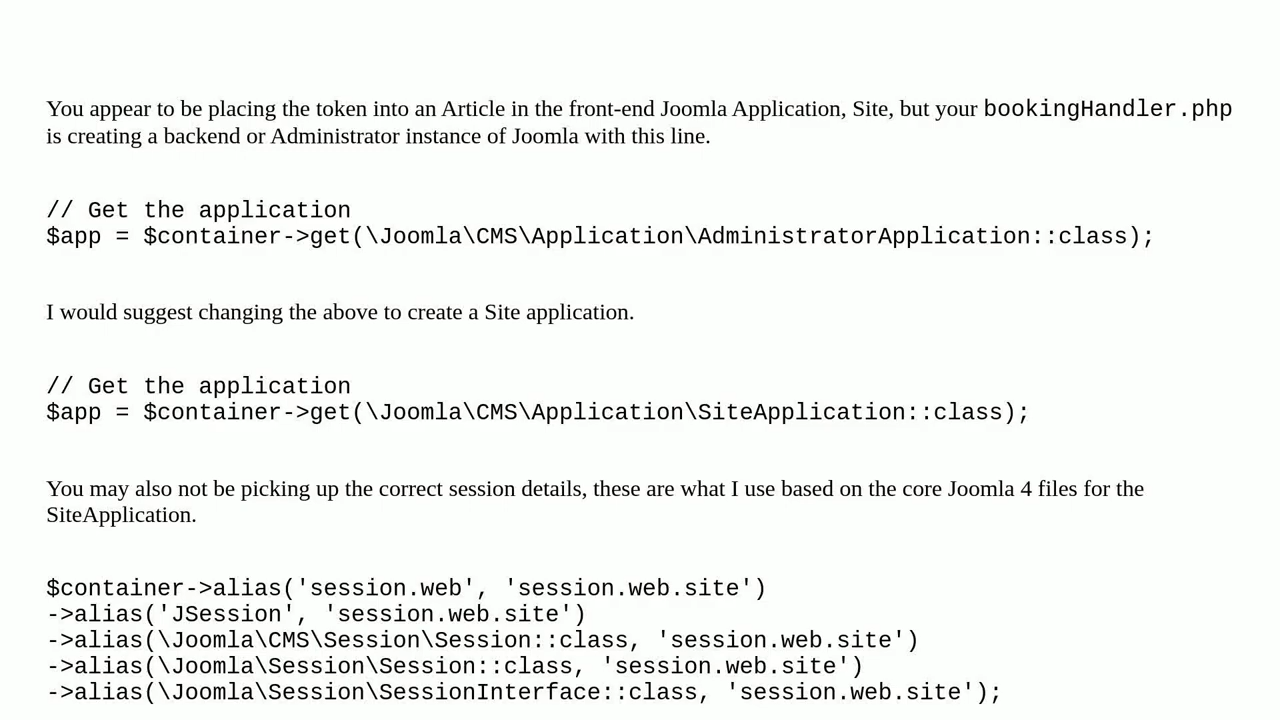 You appear to be placing the token into an Article in the front-end Joomla Application, Site, but your bookingHandler.php
is creating a backend or Administrator instance of Joomla with this line.
// Get the application
$app = $container->get(\Joomla\CMS\Application\AdministratorApplication::class);
I would suggest changing the above to create a Site application.
// Get the application
$app = $container->get(\Joomla\CMS\Application\SiteApplication::class);
You may also not be picking up the correct session details, these are what I use based on the core Joomla 4 files for the
SiteApplication.
$container->alias('session.web', 'session.web.site')
->alias('JSession', 'session.web.site')
->alias(\Joomla\CMS\Session\Session::class, 'session.web.site')
->alias(\Joomla\Session\Session::class, 'session.web.site')
->alias(\Joomla\Session\SessionInterface::class, 'session.web.site');